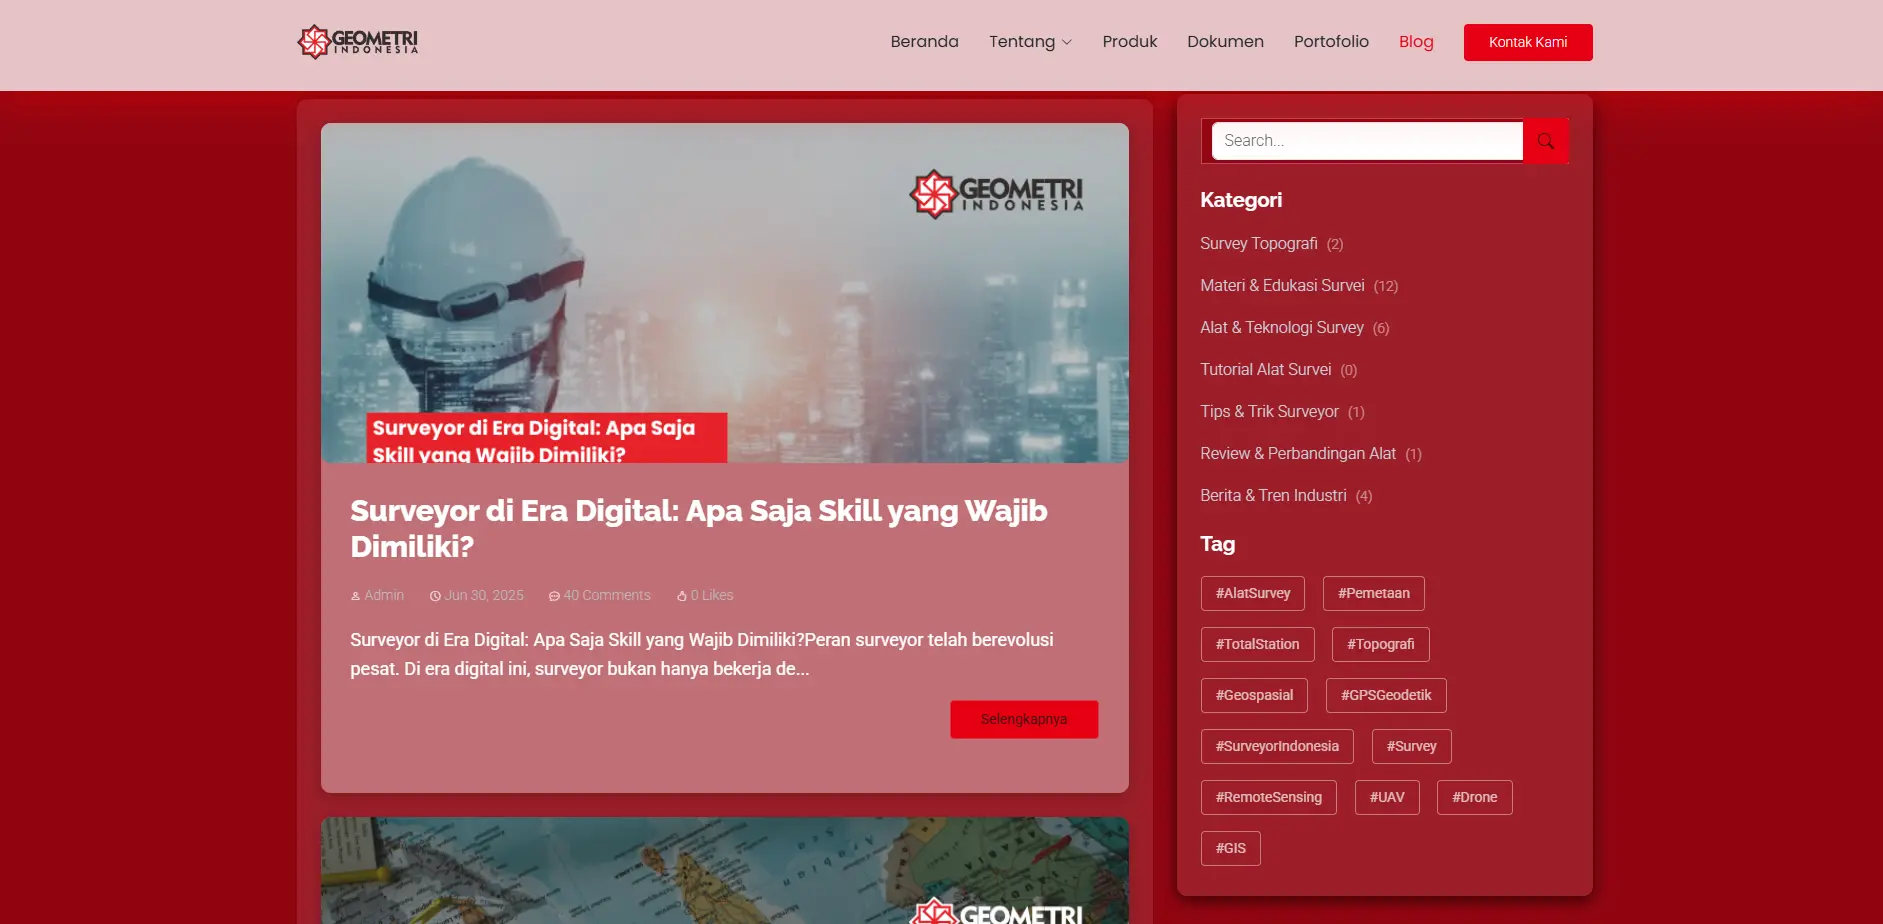 GEOMETRI
INDONESIA
Beranda
Tentang
Produk
Dokumen
Portofolio
Blog
Kontak Kami
GEOMETRI
INDONESIA
Surveyor di Era Digital: Apa Saja
Skill yang Wajib Dimiliki?
Surveyor di Era Digital: Apa Saja Skill yang Wajib
Dimiliki?
Admin
Jun 30, 2025
40 Comments
0 Likes
Surveyor di Era Digital: Apa Saja Skill yang Wajib Dimiliki?Peran surveyor telah berevolusi
pesat. Di era digital ini, surveyor bukan hanya bekerja de...
Selengkapnya
GEOMETRI
Search...
Kategori
Survey Topografi (2)
Materi & Edukasi Survei (12)
Alat & Teknologi Survey (6)
Tutorial Alat Survei (0)
Tips & Trik Surveyor (1)
Review & Perbandingan Alat (1)
Berita & Tren Industri (4)
Tag
#AlatSurvey
#Pemetaan
#TotalStation
#Topografi
#Geospasial
#GPSGeodetik
#SurveyorIndonesia
#Survey
#RemoteSensing
#UAV
#Drone
#GIS